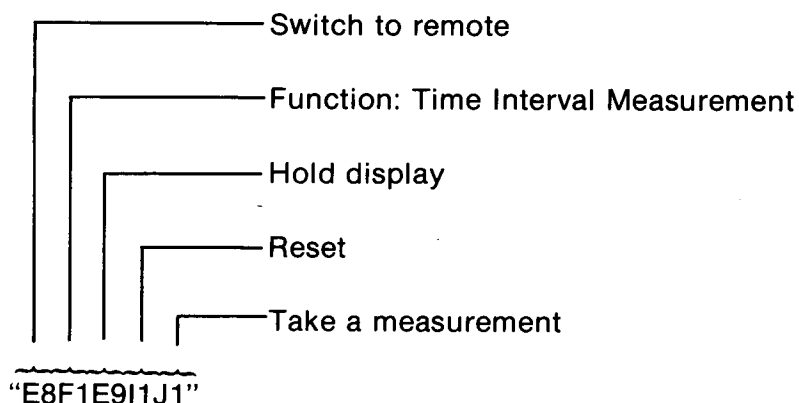 Switch to remote
Function: Time Interval Measurement
Hold display
Reset
Take a measurement
“E8F1E9I1J1”